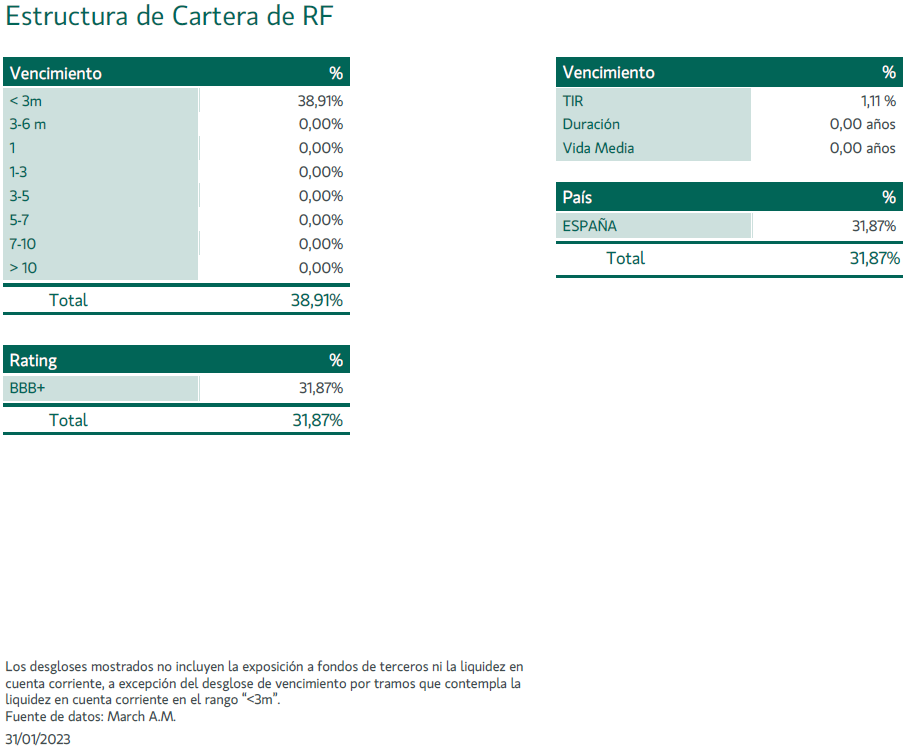 Estructura de Cartera de RF
Vencimiento %
< 3m 38,91%
3-6 m 0,00%
1 0,00%
1-3 0,00%
3-5 0,00%
5-7 0,00%
7-10 0,00%
> 10 0,00%
Total 38,91%
Rating %
BBB+ 31,87%
Total 31,87%
Vencimiento %
TIR 1,11 %
Duración 0,00 años
Vida Media 0,00 años
País %
ESPAÑA 31,87%
Total 31,87%
Los desgloses mostrados no incluyen la exposición a fondos de terceros ni la liquidez en
cuenta corriente, a excepción del desglose de vencimiento por tramos que contempla la
liquidez en cuenta corriente en el rango “<3m”.
Fuente de datos: March A.M.
31/01/2023